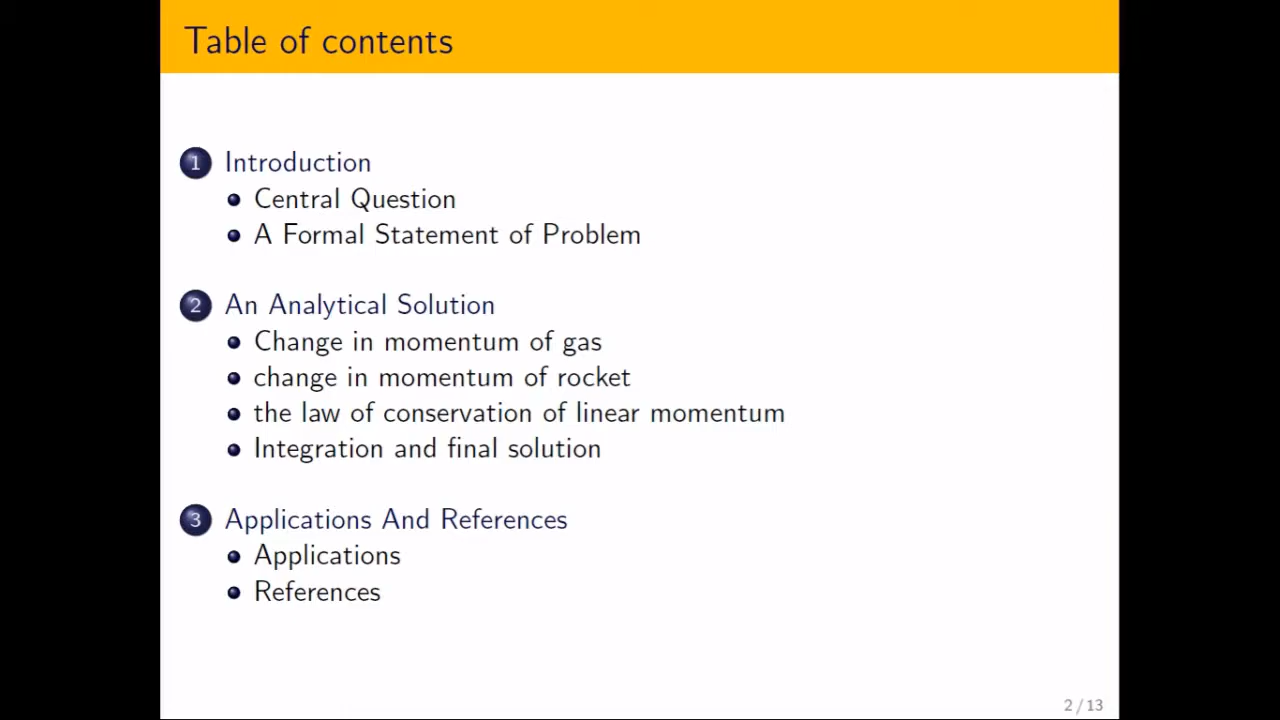 Table of contents
1 Introduction
Central Question
A Formal Statement of Problem
2 An Analytical Solution
Change in momentum of gas
change in momentum of rocket
the law of conservation of linear momentum
Integration and final solution
3 Applications And References
Applications
References
2 / 13